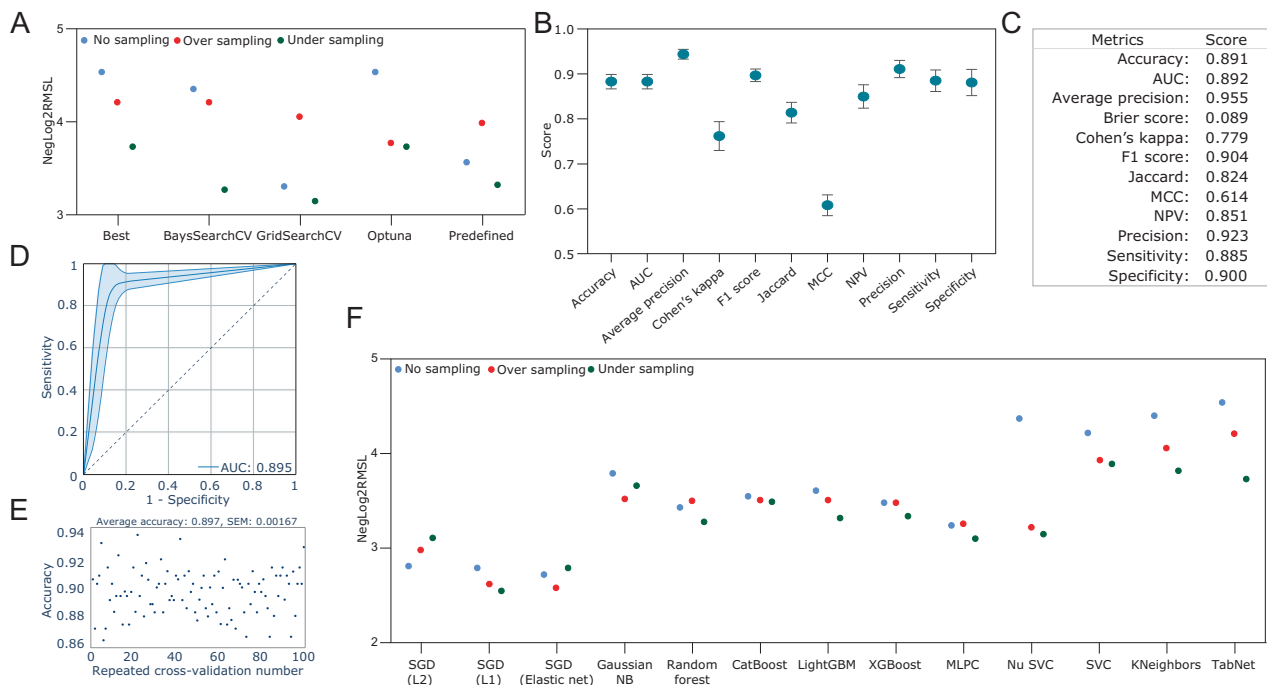 A
5
No sampling
Over sampling
Under sampling
NegLog2RMSL
4
3
Best
BaysSearchCV
GridSearchCV
Optuna
Predefined
B
1.0
0.9
0.8
Score
0.7
0.6
0.5
Accuracy
AUC
Average precision
Cohen's kappa
F1 score
Jaccard
MCC
NPV
Precision
Sensitivity
Specificity
C
Metrics Score
Accuracy: 0.891
AUC: 0.892
Average precision: 0.955
Brier score: 0.089
Cohen's kappa: 0.779
F1 score: 0.904
Jaccard: 0.824
MCC: 0.614
NPV: 0.851
Precision: 0.923
Sensitivity: 0.885
Specificity: 0.900
D
1
0.8
0.6
Sensitivity
0.4
0.2
0
AUC: 0.895
0 0.2 0.4 0.6 0.8 1
1 - Specificity
E
Average accuracy: 0.897, SEM: 0.00167
0.94
0.92
Accuracy
0.90
0.88
0.86
0 20 40 60 80 100
Repeated cross-validation number
F
5
No sampling
Over sampling
Under sampling
4
NegLog2RMSL
3
2
SGD
(L2)
SGD
(L1)
SGD
(Elastic net)
Gaussian
NB
Random
forest
CatBoost
LightGBM
XGBoost
MLPC
Nu SVC
SVC
KNeighbors
TabNet